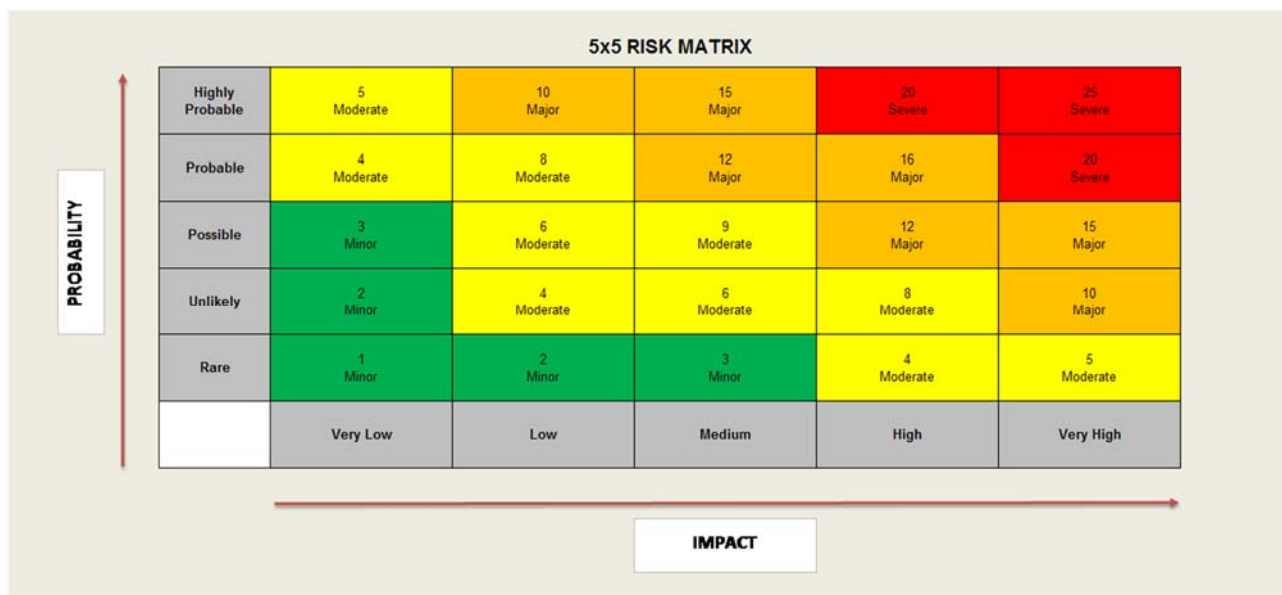 5x5 RISK MATRIX
Highly
Probable
5
Moderate
10
Major
15
Major
20
Severe
25
Severe
Probable
4
Moderate
8
Moderate
12
Major
16
Major
20
Severe
PROBABILITY
Possible
3
Minor
6
Moderate
9
Moderate
12
Major
15
Major
Unlikely
2
Minor
4
Moderate
6
Moderate
8
Moderate
10
Major
Rare
1
Minor
2
Minor
3
Minor
4
Moderate
5
Moderate
Very Low
Low
Medium
High
Very High
IMPACT